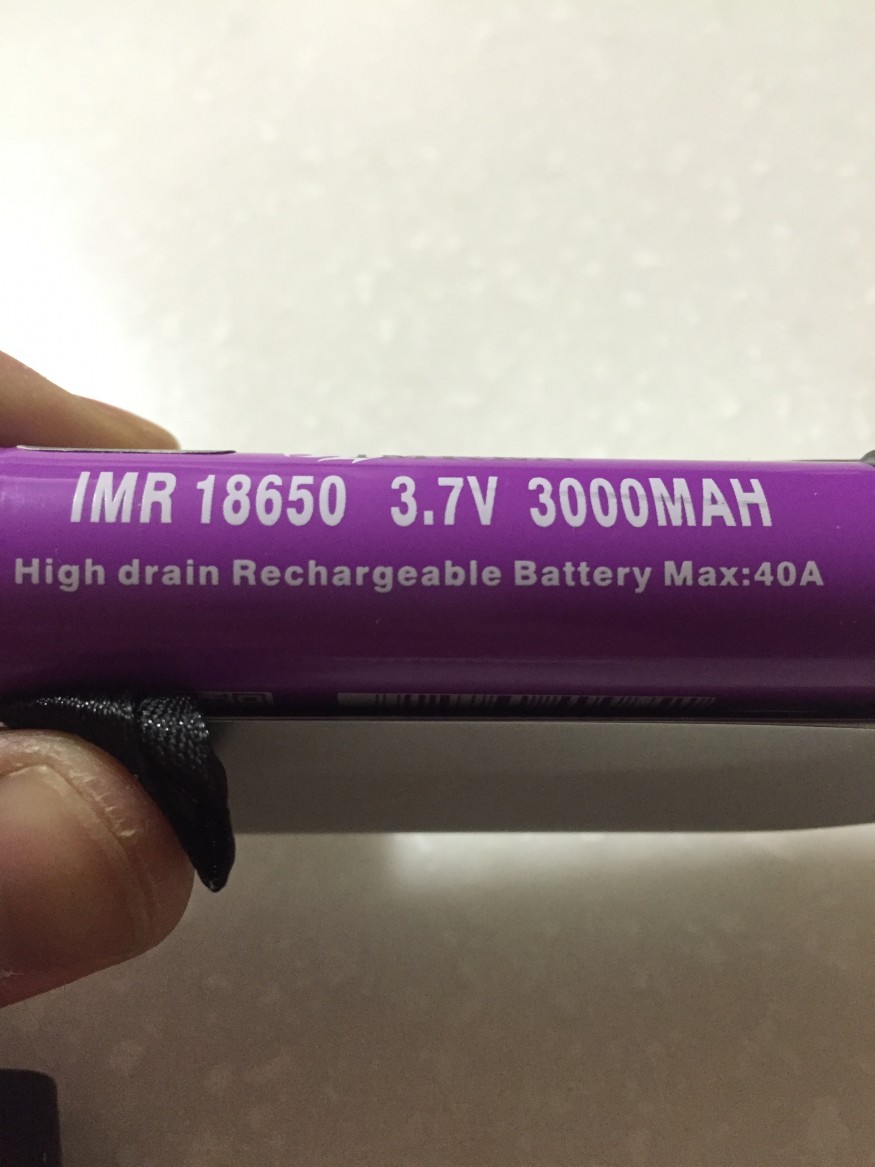 IMR 18650 3.7V 3000MAH
High drain Rechargeable Battery Max:40A